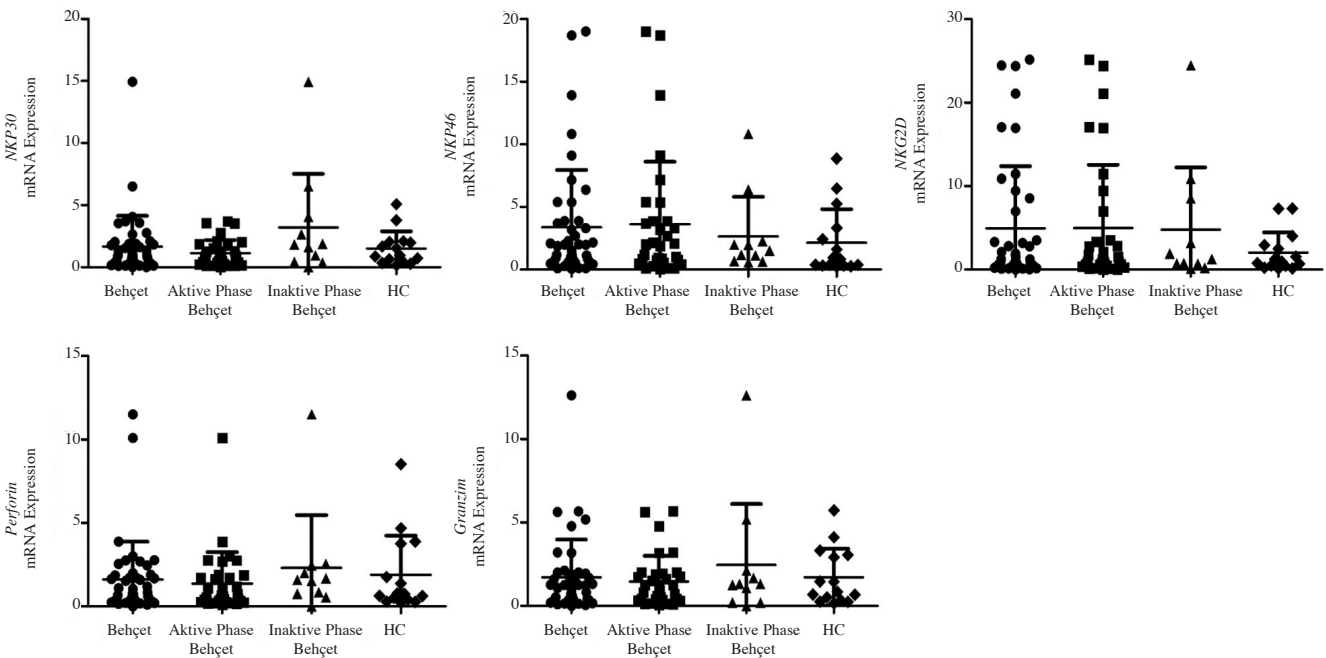 NKP30
mRNA Expression
20
15
10
5
0
Behçet
Aktive Phase
Behçet
Inaktive Phase
Behçet
HC
NKP46
mRNA Expression
20
15
10
5
0
Behçet
Aktive Phase
Behçet
Inaktive Phase
Behçet
HC
NKG2D
mRNA Expression
30
20
10
0
Behçet
Aktive Phase
Behçet
Inaktive Phase
Behçet
HC
Perforin
mRNA Expression
15
10
5
0
Behçet
Aktive Phase
Behçet
Inaktive Phase
Behçet
HC
Granzim
mRNA Expression
15
10
5
0
Behçet
Aktive Phase
Behçet
Inaktive Phase
Behçet
HC